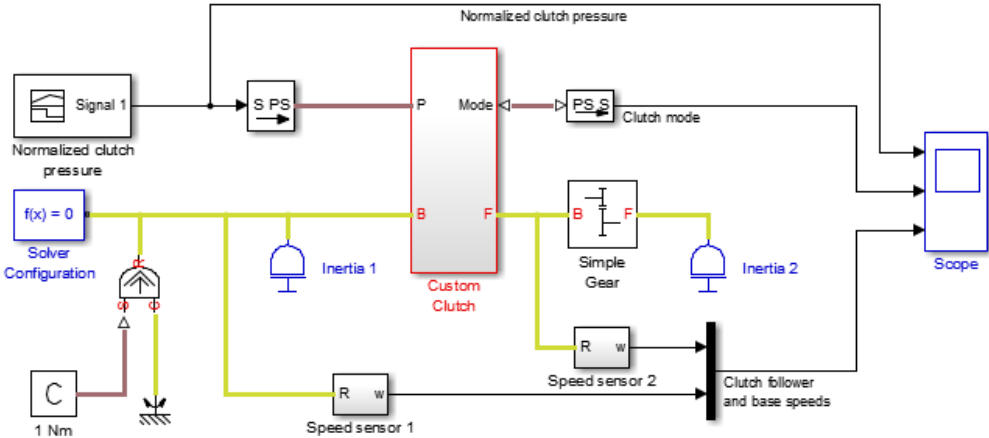 Normalized clutch pressure
Signal 1
S PS
P
Mode
PS S
Clutch mode
Normalized clutch
pressure
f(x) = 0
B
F
B
F
Solver
Configuration
Inertia 1
Custom
Clutch
Simple
Gear
Inertia 2
Scope
R
S
C
R
w
Speed sensor 2
C
1 Nm
R
w
Speed sensor 1
Clutch follower
and base speeds